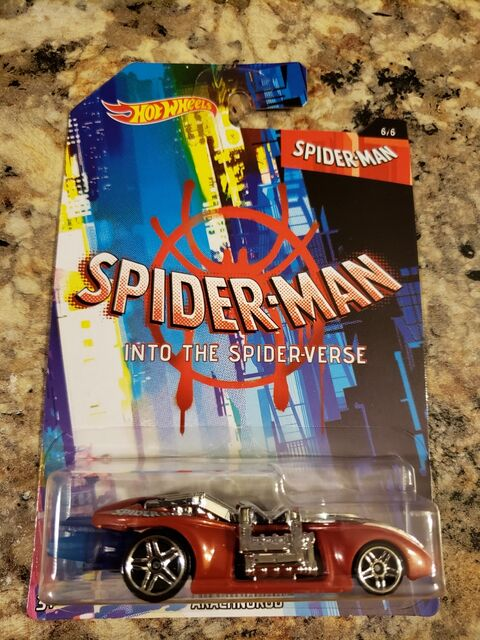 HOT WHEELS
6/6
SPIDER-MAN
SPIDER-MAN
INTO THE SPIDER-VERSE
ARACHNOROD